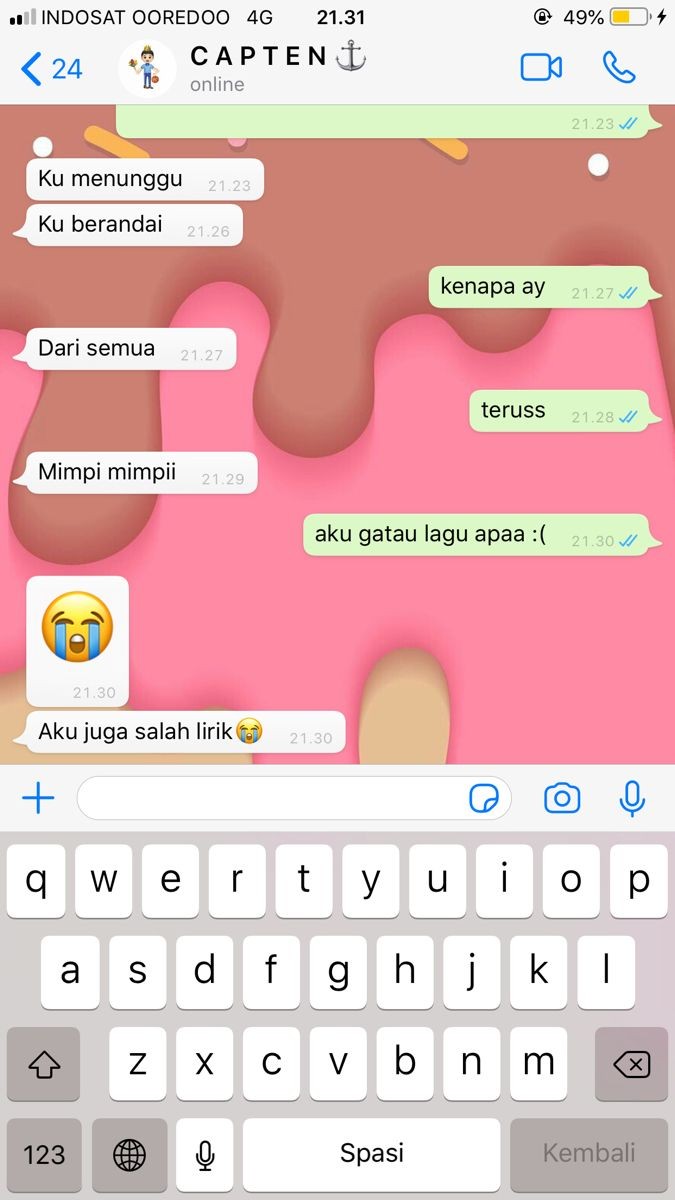 INDOSAT OOREDOO 4G 21.31 49%
24 C A P T E N⚓
online
21.23
Ku menunggu 21.23
Ku berandai 21.26
kenapa ay 21.27
Dari semua 21.27
teruss 21.28
Mimpi mimpii 21.29
aku gatau lagu apaa :( 21.30
😭
21.30
Aku juga salah lirik😭 21.30
q w e r t y u i o p
a s d f g h j k l
z x c v b n m
123 Spasi Kembali